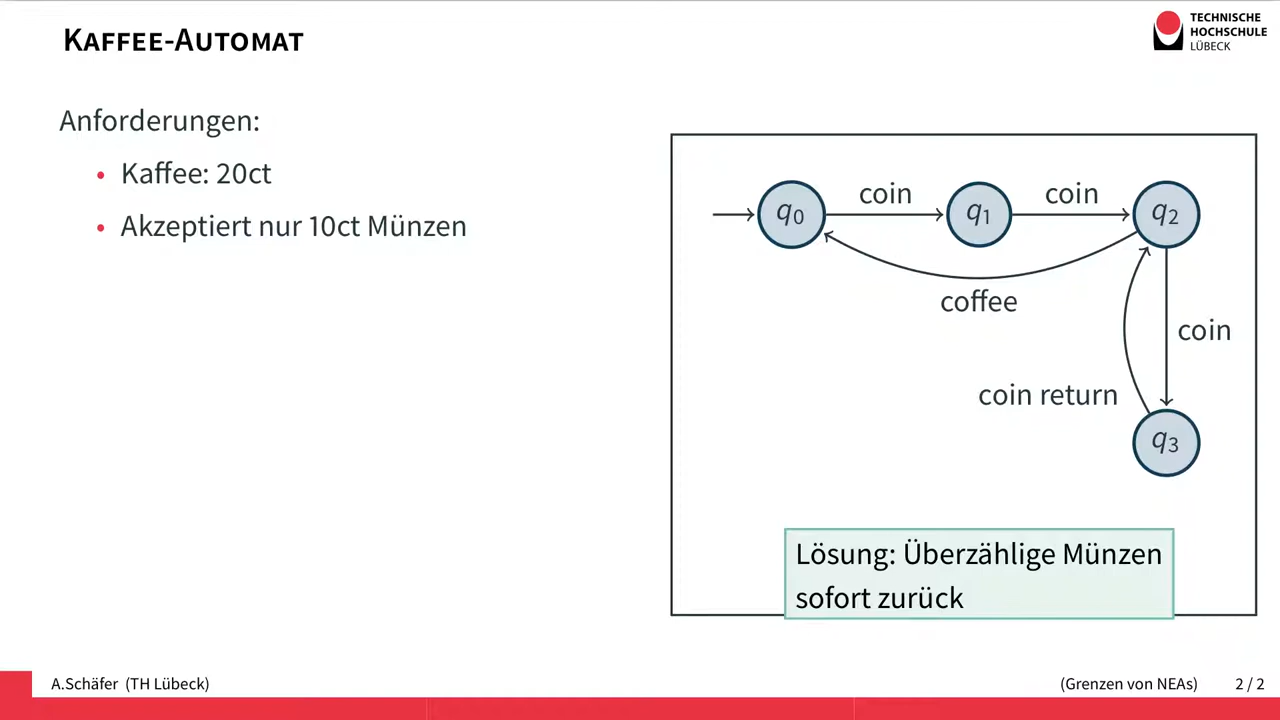 Kaffee-Automat
TECHNISCHE
HOCHSCHULE
LÜBECK
Anforderungen:
• Kaffee: 20ct
• Akzeptiert nur 10ct Münzen
coin
coin
q0
q1
q2
coffee
coin
coin return
q3
Lösung: Überzählige Münzen
sofort zurück
A.Schäfer (TH Lübeck)
(Grenzen von NEAs)
2 / 2